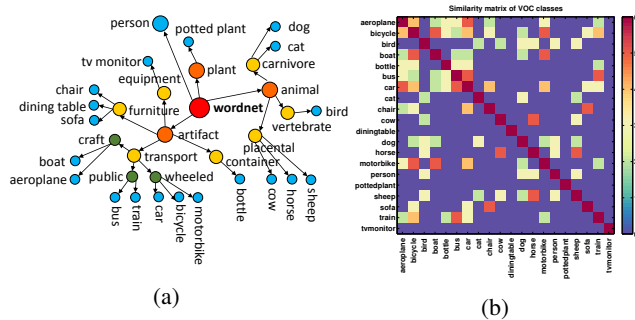 person
potted plant
dog
cat
tv monitor
carnivore
plant
equipment
chair
animal
furniture
wordnet
dining table
bird
sofa
vertebrate
artifact
craft
placental
transport
container
boat
public
wheeled
aeroplane
bus
train
car
bicycle
motorbike
bottle
cow
horse
sheep
(a)
Similarity matrix of VOC classes
aeroplane
bicycle
bird
boat
bottle
bus
car
cat
chair
cow
diningtable
dog
horse
motorbike
person
pottedplant
sheep
sofa
train
tvmonitor
aeroplane
bicycle
bird
boat
bottle
bus
car
cat
chair
cow
diningtable
dog
horse
motorbike
person
pottedplant
sheep
sofa
train
tvmonitor
(b)